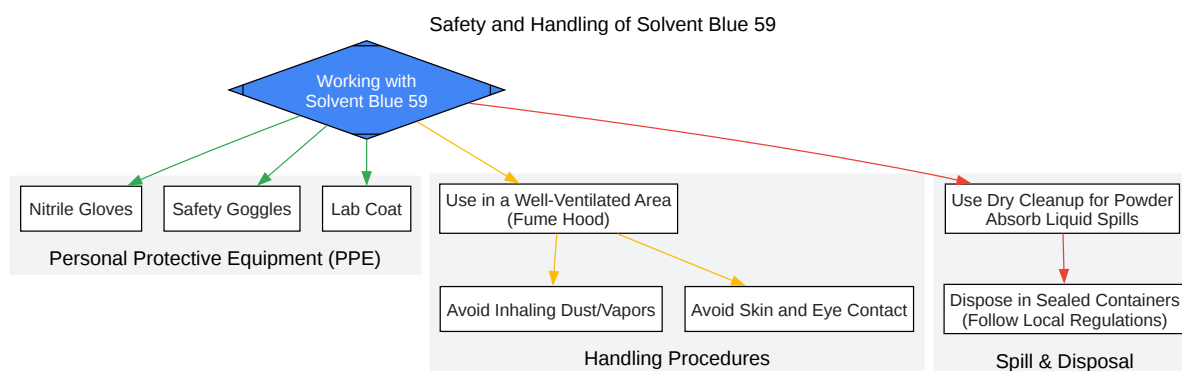 Safety and Handling of Solvent Blue 59
Working with
Solvent Blue 59
Nitrile Gloves
Safety Goggles
Lab Coat
Personal Protective Equipment (PPE)
Use in a Well-Ventilated Area
(Fume Hood)
Avoid Inhaling Dust/Vapors
Avoid Skin and Eye Contact
Handling Procedures
Use Dry Cleanup for Powder
Absorb Liquid Spills
Dispose in Sealed Containers
(Follow Local Regulations)
Spill & Disposal